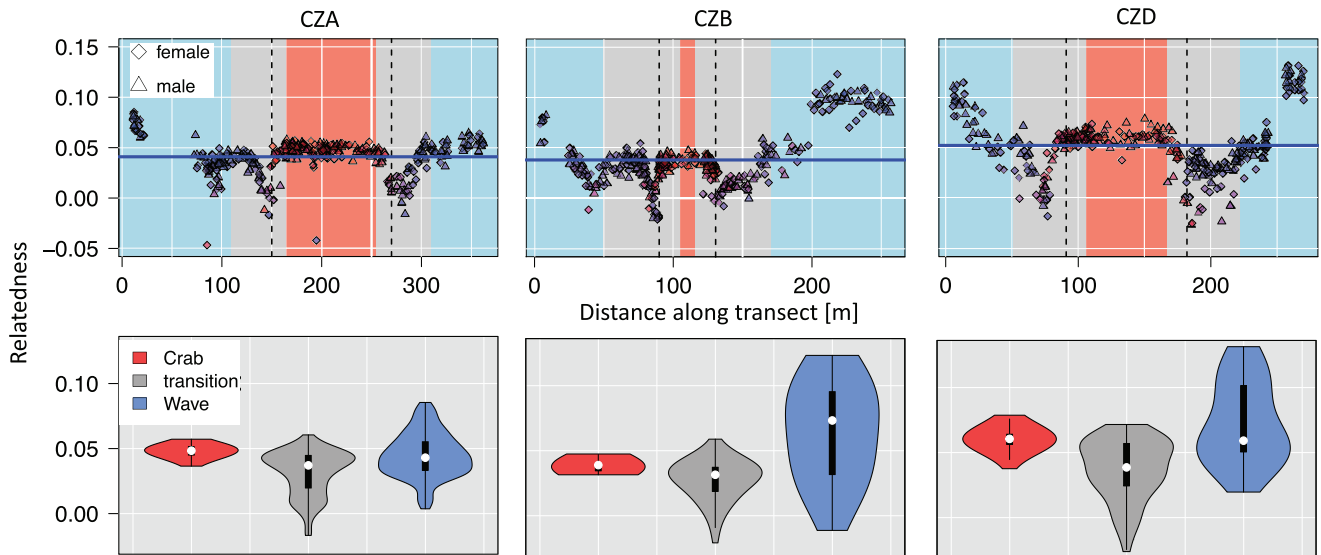 CZA CZB CZD
0.15
0.10
0.05
0.00
−0.05
female
male
0 100 200 300
0 100 200
0 100 200
Distance along transect [m]
Relatedness
0.10
0.05
0.00
Crab
transition
Wave